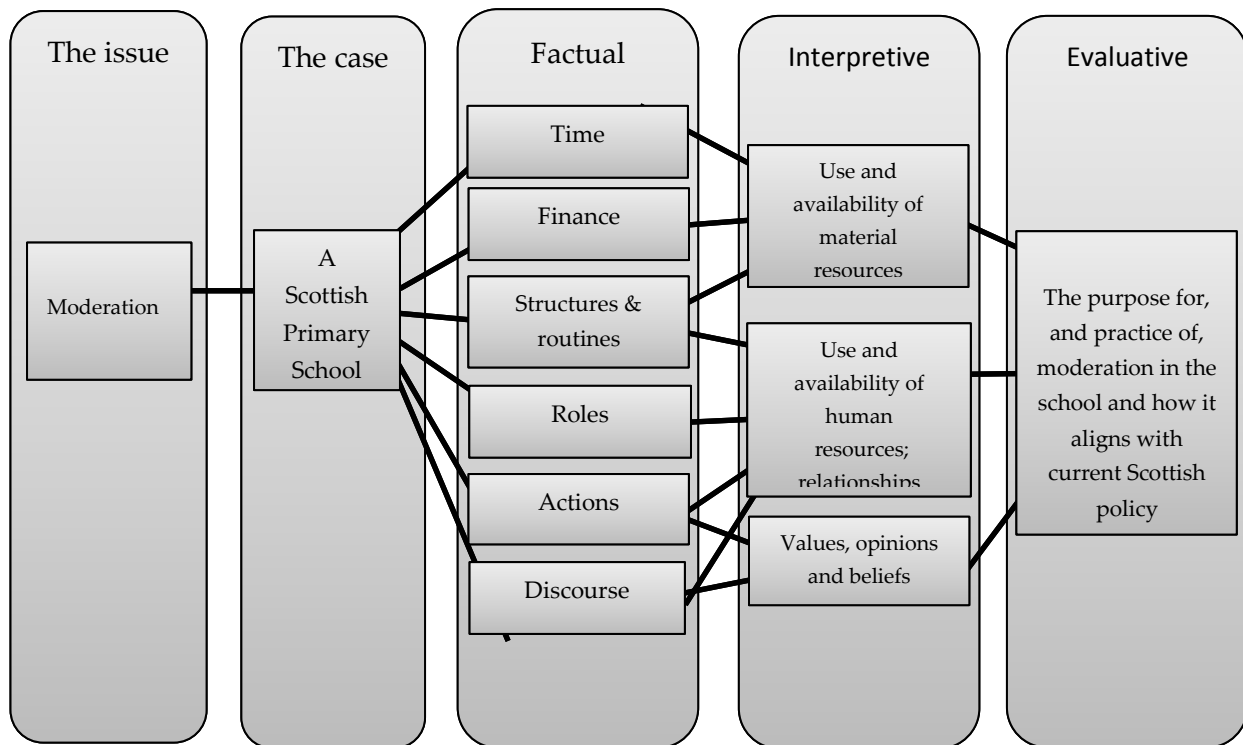 The issue
Moderation
The case
A
Scottish
Primary
School
Factual
Time
Finance
Structures &
routines
Roles
Actions
Discourse
Interpretive
Use and
availability of
material
resources
Use and
availability of
human
resources;
relationships
Values, opinions
and beliefs
Evaluative
The purpose for,
and practice of,
moderation in the
school and how it
aligns with
current Scottish
policy